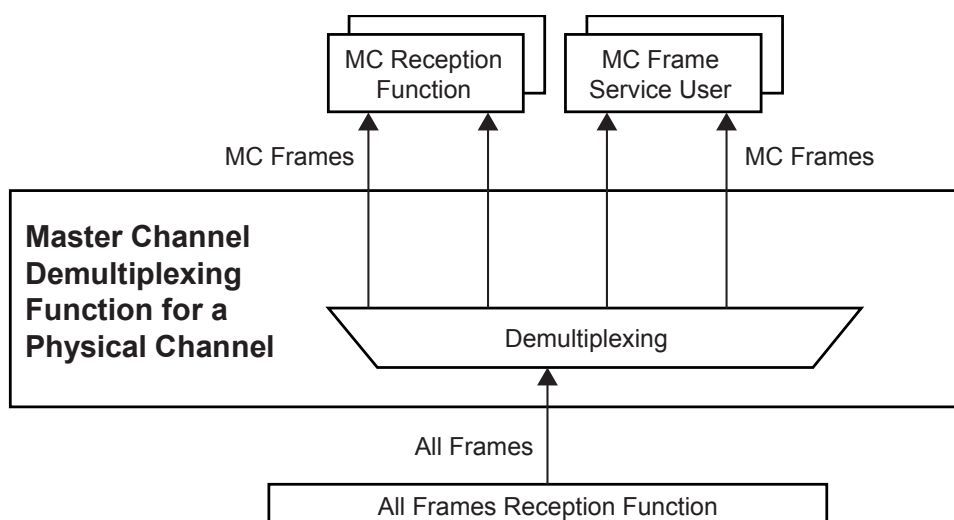 MC Reception
Function
MC Frame
Service User
MC Frames
MC Frames
Master Channel
Demultiplexing
Function for a
Physical Channel
Demultiplexing
All Frames
All Frames Reception Function